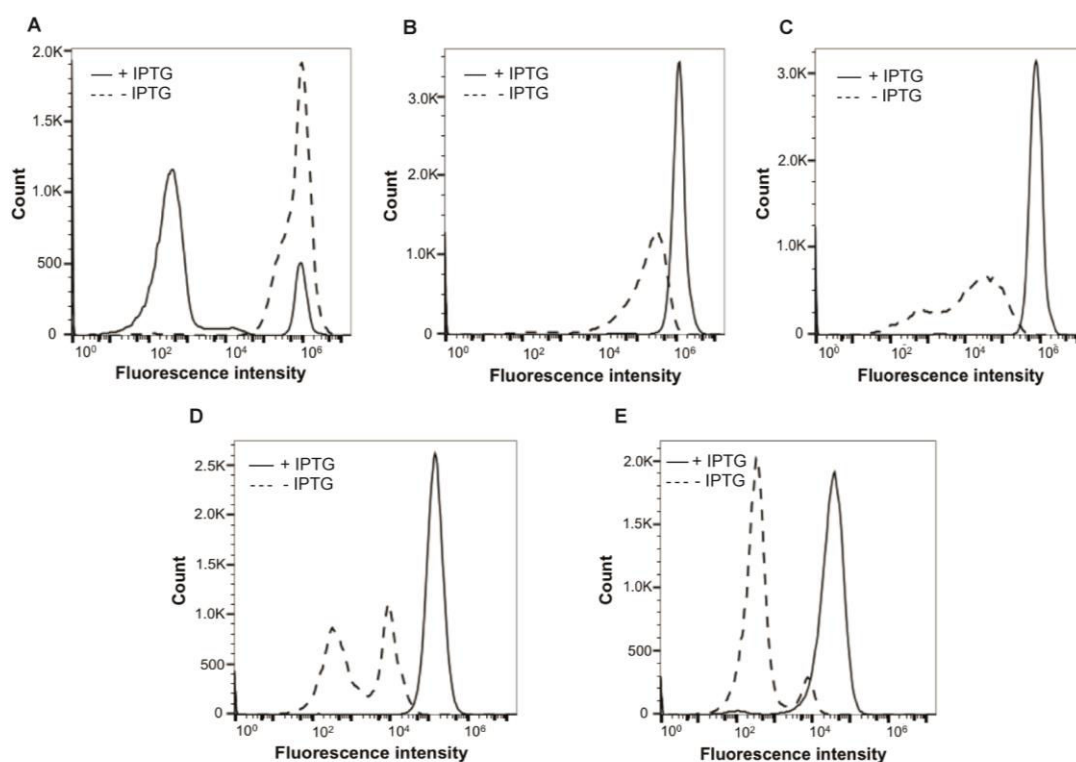 A
2.0K
1.5K
1.0K
500
0
+ IPTG
- IPTG
Count
10^0 10^2 10^4 10^6
Fluorescence intensity
B
3.0K
2.0K
1.0K
0
+ IPTG
- IPTG
Count
10^0 10^2 10^4 10^6
Fluorescence intensity
C
3.0K
2.0K
1.0K
0
+ IPTG
- IPTG
Count
10^0 10^2 10^4 10^6
Fluorescence intensity
D
2.5K
2.0K
1.5K
1.0K
500
0
+ IPTG
- IPTG
Count
10^0 10^2 10^4 10^6
Fluorescence intensity
E
2.0K
1.5K
1.0K
500
0
+ IPTG
- IPTG
Count
10^0 10^2 10^4 10^6
Fluorescence intensity